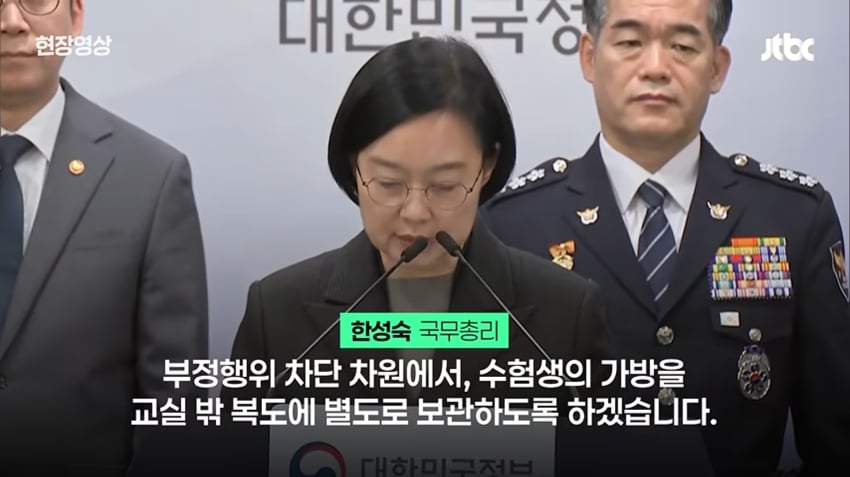 현장영상
대한민국정
jtbc
한성숙 국무총리
부정행위 차단 차원에서, 수험생의 가방을
교실 밖 복도에 별도로 보관하도록 하겠습니다.
대한민국정부